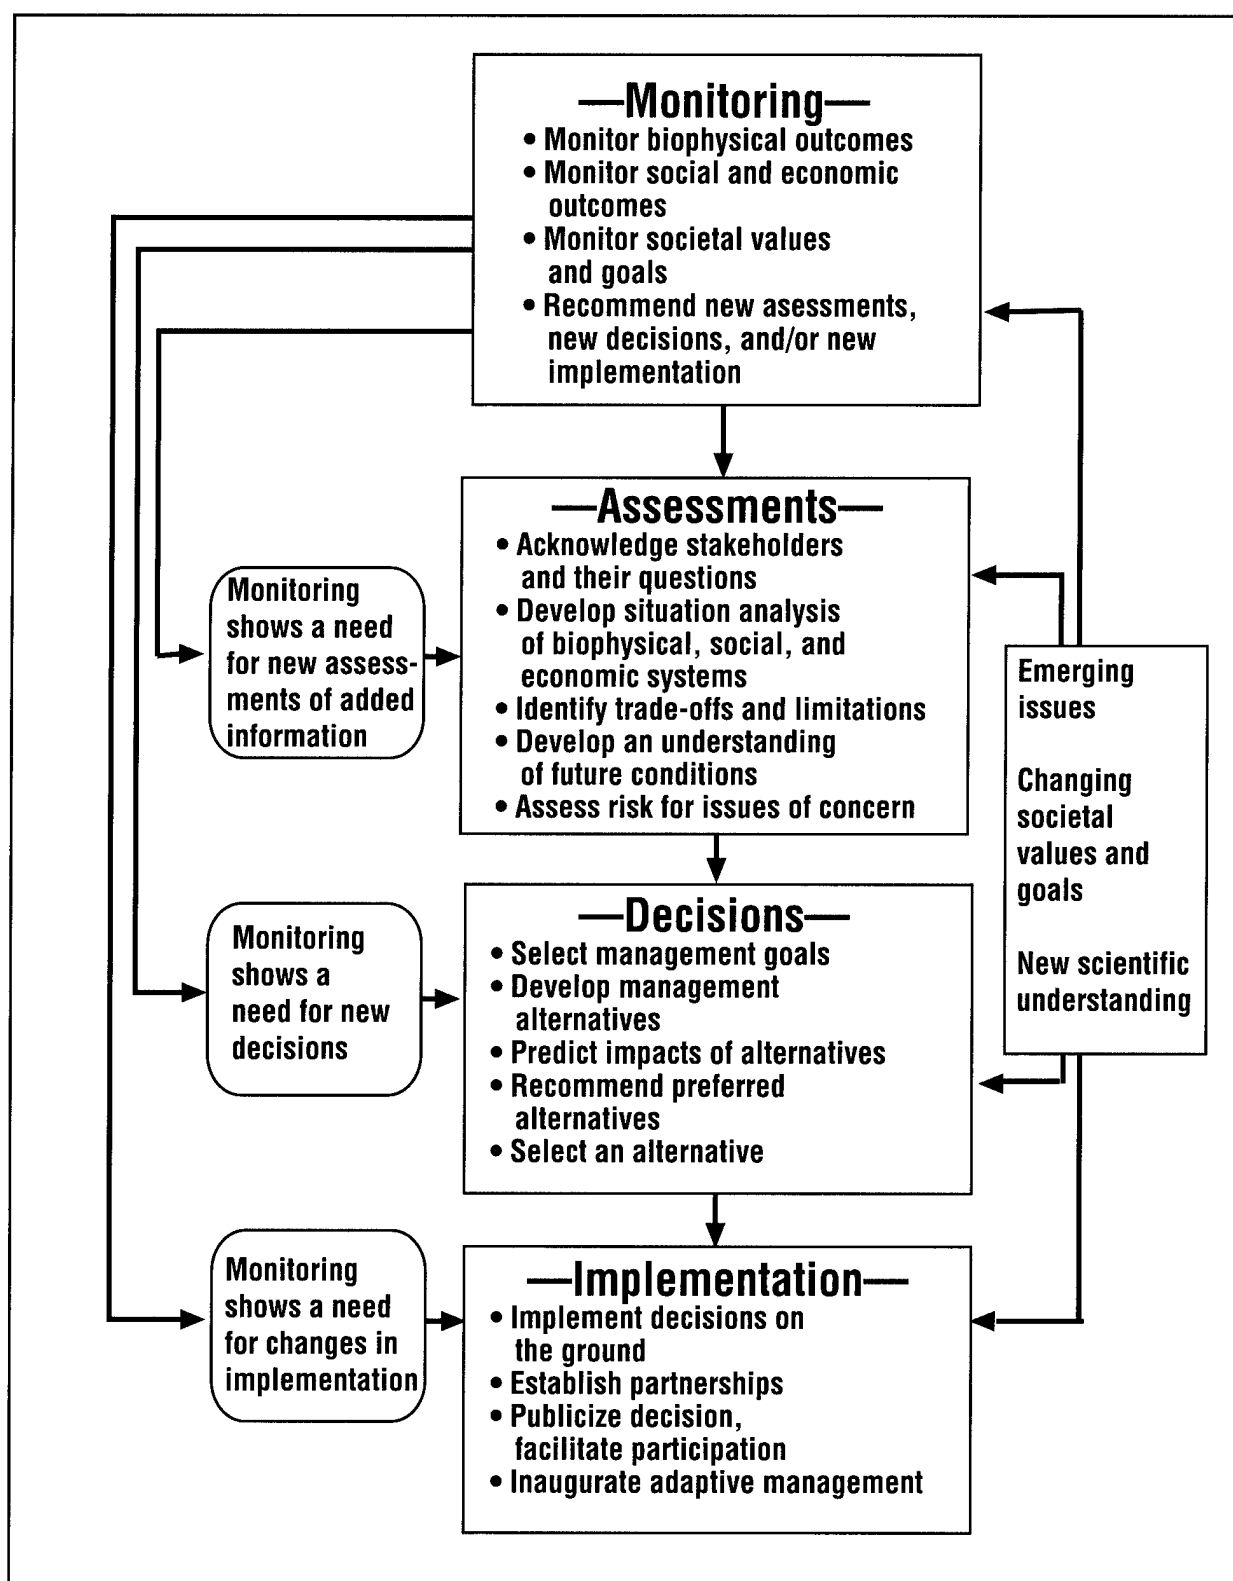 —Monitoring—
• Monitor biophysical outcomes
• Monitor social and economic
outcomes
• Monitor societal values
and goals
• Recommend new asessments,
new decisions, and/or new
implementation
—Assessments—
• Acknowledge stakeholders
and their questions
• Develop situation analysis
of biophysical, social, and
economic systems
• Identify trade-offs and limitations
• Develop an understanding
of future conditions
• Assess risk for issues of concern
Monitoring
shows a need
for new assess-
ments of added
information
Emerging
issues
Changing
societal
values and
goals
New scientific
understanding
—Decisions—
• Select management goals
• Develop management
alternatives
• Predict impacts of alternatives
• Recommend preferred
alternatives
• Select an alternative
Monitoring
shows a
need for new
decisions
—Implementation—
• Implement decisions on
the ground
• Establish partnerships
• Publicize decision,
facilitate participation
• Inaugurate adaptive management
Monitoring
shows a need
for changes in
implementation